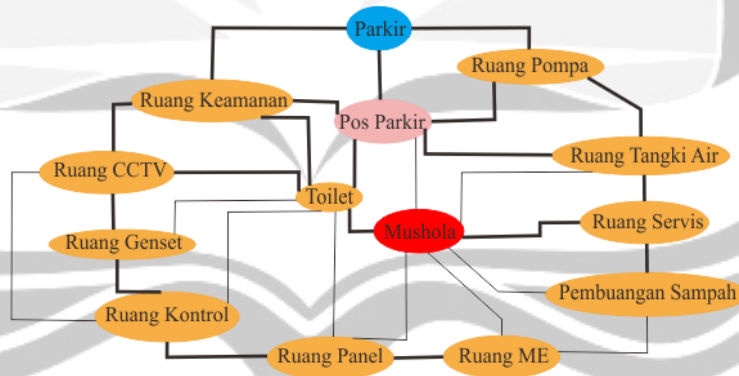 Parkir
Ruang Pompa
Ruang Keamanan
Pos Parkir
Ruang Tangki Air
Ruang CCTV
Toilet
Ruang Servis
Mushola
Ruang Genset
Pembuangan Sampah
Ruang Kontrol
Ruang Panel
Ruang ME